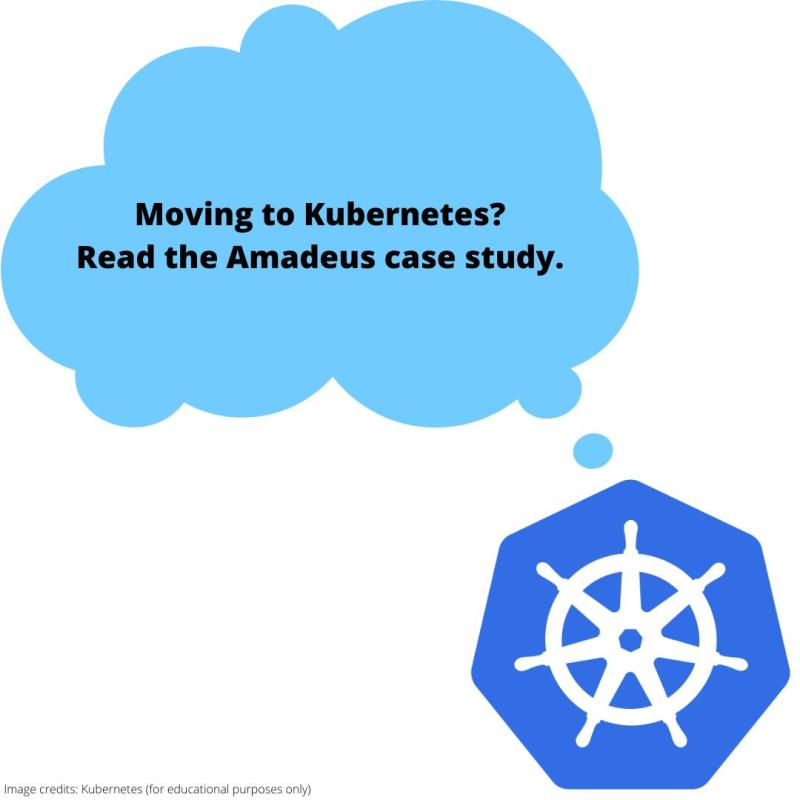 Moving to Kubernetes?
Read the Amadeus case study.
Image credits: Kubernetes (for educational purposes only)